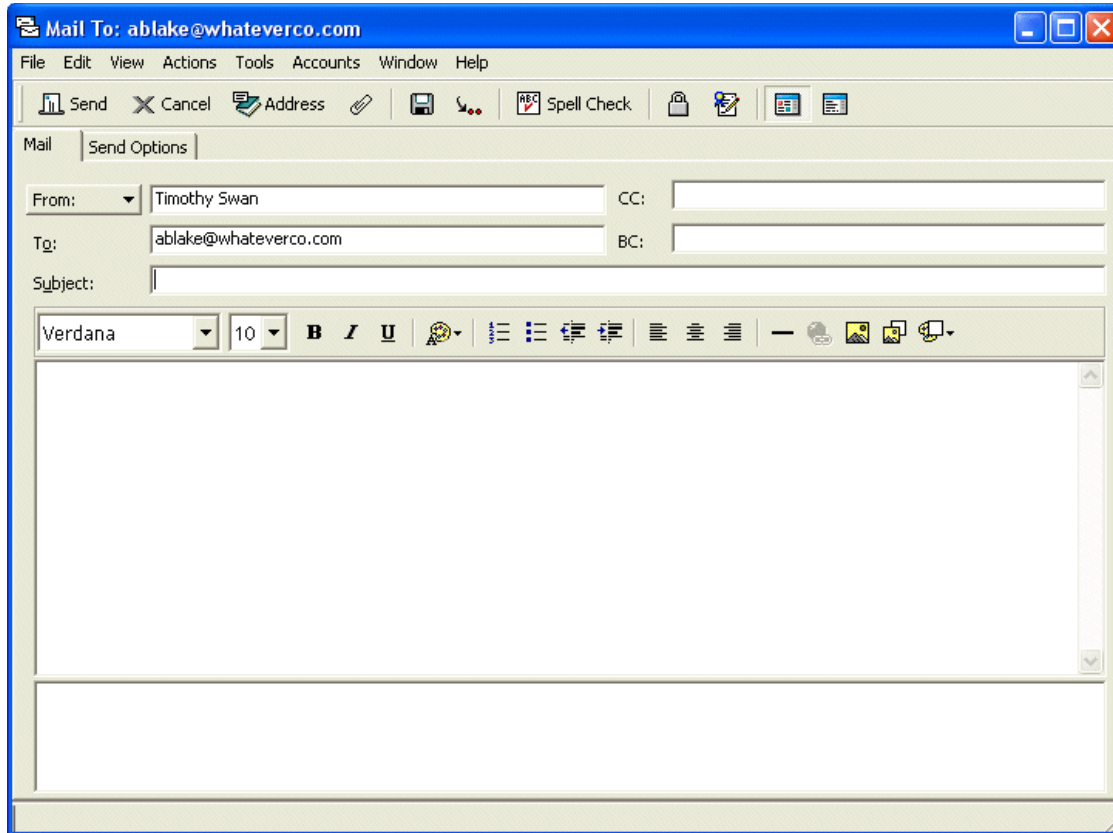 Mail To: ablake@whateverco.com
File Edit View Actions Tools Accounts Window Help
Send Cancel Address ABC Spell Check
Mail Send Options
From: Timothy Swan CC:
To: ablake@whateverco.com BC:
Subject:
Verdana 10 B I U